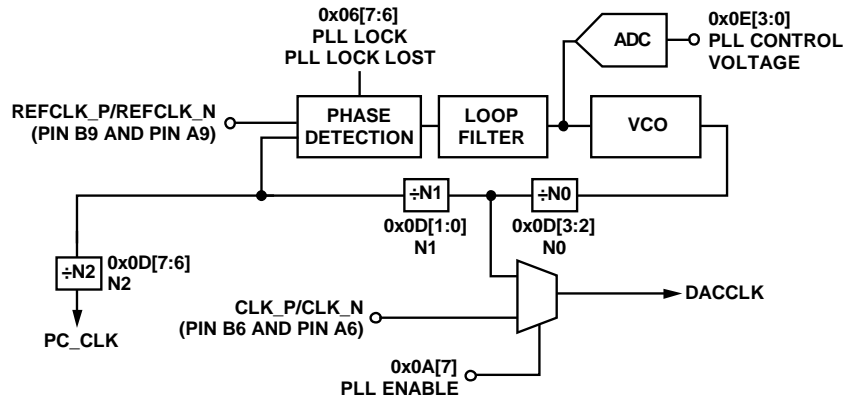 0x06[7:6]
PLL LOCK
PLL LOCK LOST
ADC
0x0E[3:0]
PLL CONTROL
VOLTAGE
REFCLK_P/REFCLK_N
(PIN B9 AND PIN A9)
PHASE
DETECTION
LOOP
FILTER
VCO
÷N1
÷N0
0x0D[1:0]
N1
0x0D[3:2]
N0
÷N2
0x0D[7:6]
N2
PC_CLK
CLK_P/CLK_N
(PIN B6 AND PIN A6)
DACCLK
0x0A[7]
PLL ENABLE